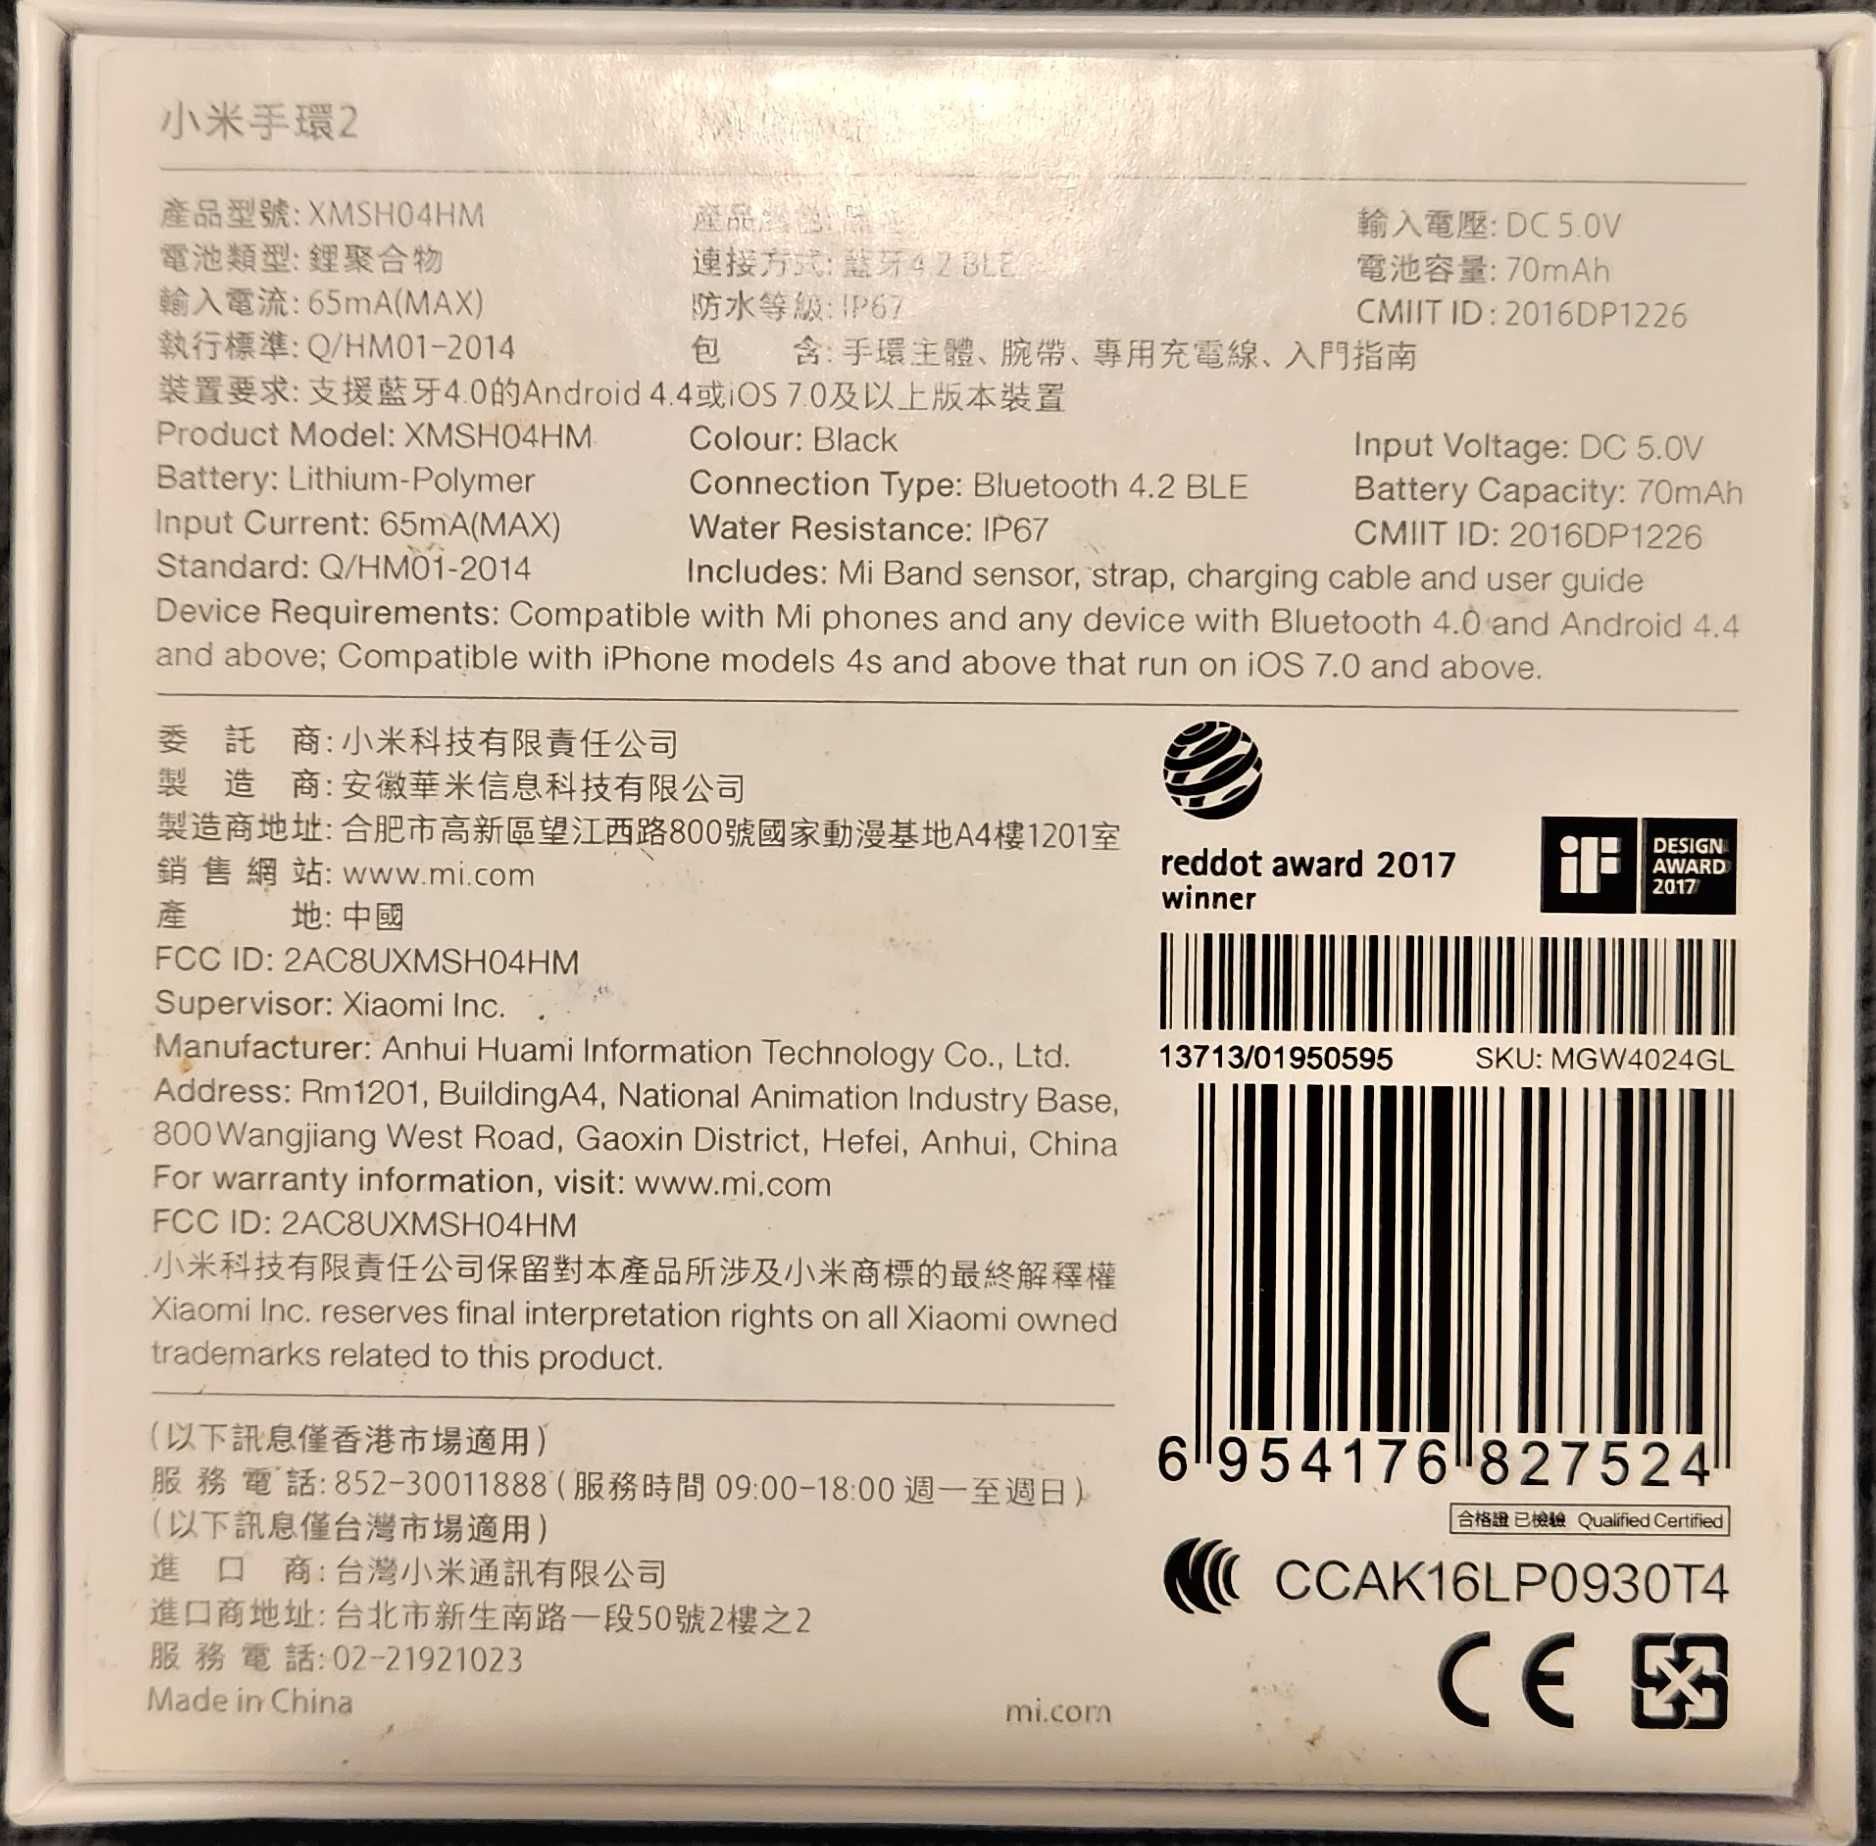 小米手環2
產品型號: XMSH04HM 產品顏色: 黑色 輸入電壓: DC 5.0V
電池類型: 鋰聚合物 連接方式: 藍牙4.2 BLE 電池容量: 70mAh
輸入電流: 65mA(MAX) 防水等級: IP67 CMIIT ID : 2016DP1226
執行標準: Q/HM01-2014 包 含: 手環主體、腕帶、專用充電線、入門指南
裝置要求: 支援藍牙4.0的Android 4.4或iOS 7.0及以上版本裝置
Product Model: XMSH04HM Colour: Black Input Voltage: DC 5.0V
Battery: Lithium-Polymer Connection Type: Bluetooth 4.2 BLE Battery Capacity: 70mAh
Input Current: 65mA(MAX) Water Resistance: IP67 CMIIT ID: 2016DP1226
Standard: Q/HM01-2014 Includes: Mi Band sensor, strap, charging cable and user guide
Device Requirements: Compatible with Mi phones and any device with Bluetooth 4.0 and Android 4.4
and above; Compatible with iPhone models 4s and above that run on iOS 7.0 and above.
委 託 商: 小米科技有限責任公司
製 造 商: 安徽華米信息科技有限公司
製造商地址: 合肥市高新區望江西路800號國家動漫基地A4樓1201室
銷 售 網 站: www.mi.com
產 地: 中國
FCC ID: 2AC8UXMSH04HM
Supervisor: Xiaomi Inc.
Manufacturer: Anhui Huami Information Technology Co., Ltd.
Address: Rm1201, BuildingA4, National Animation Industry Base,
800 Wangjiang West Road, Gaoxin District, Hefei, Anhui, China
For warranty information, visit: www.mi.com
FCC ID: 2AC8UXMSH04HM
小米科技有限責任公司保留對本產品所涉及小米商標的最終解釋權
Xiaomi Inc. reserves final interpretation rights on all Xiaomi owned
trademarks related to this product.
(以下訊息僅香港市場適用)
服 務 電 話: 852-30011888 (服務時間 09:00-18:00 週一至週日)
(以下訊息僅台灣市場適用)
進 口 商: 台灣小米通訊有限公司
進口商地址: 台北市新生南路一段50號2樓之2
服 務 電 話: 02-21921023
Made in China
mi.com
reddot award 2017
winner
iF DESIGN
AWARD
2017
13713/01950595 SKU: MGW4024GL
6 954176 827524
合格證 已檢驗 Qualified Certified
CCAK16LP0930T4
CE